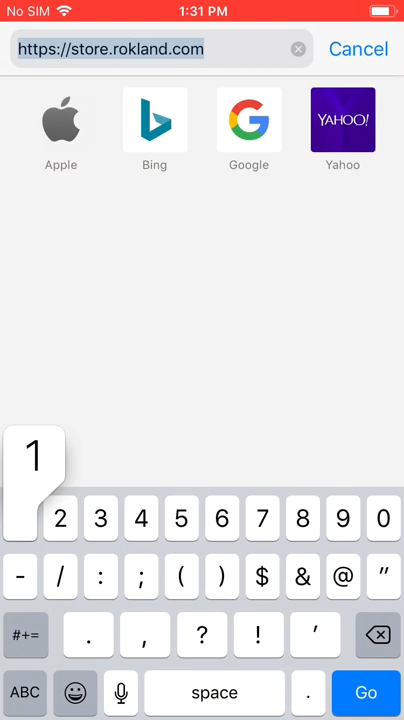 No SIM 1:31 PM
https://store.rokland.com Cancel
YAHOO!
Apple Bing Google Yahoo
1
2 3 4 5 6 7 8 9 0
- / : ; ( ) $ & @ "
#+= . , ? ! '
ABC space . Go